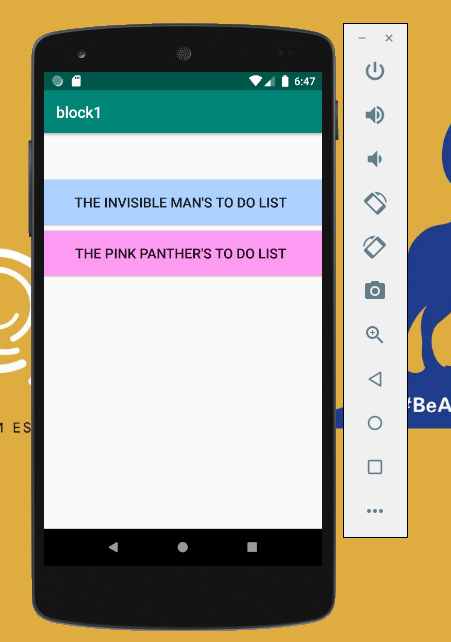 6:47
block1
THE INVISIBLE MAN'S TO DO LIST
THE PINK PANTHER'S TO DO LIST
M ES
#BeA